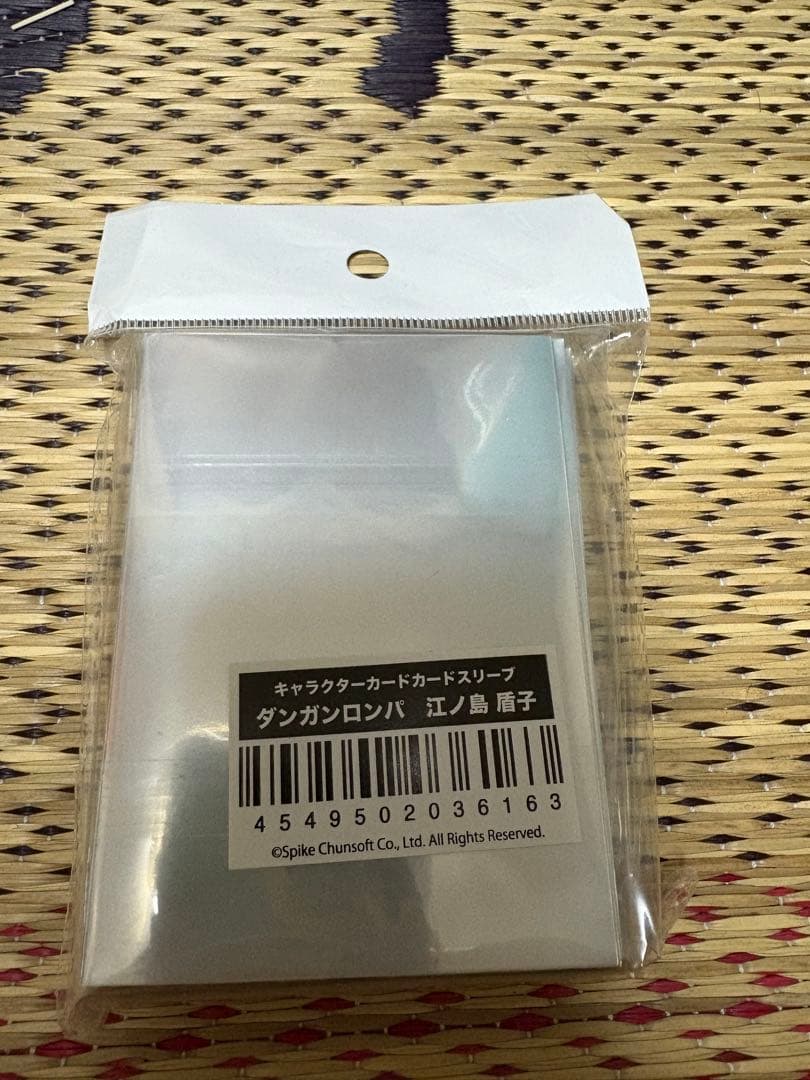 キャラクターカードカードスリーブ
ダンガンロンパ 江ノ島 盾子
4549502036163
©Spike Chunsoft Co., Ltd. All Rights Reserved.